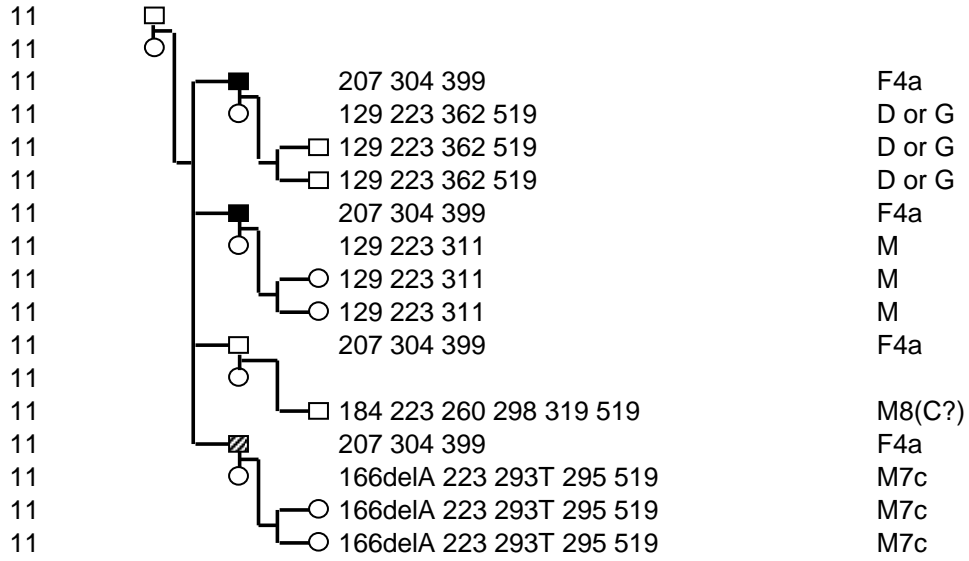 11
11
11 207 304 399 F4a
11 129 223 362 519 D or G
11 129 223 362 519 D or G
11 129 223 362 519 D or G
11 207 304 399 F4a
11 129 223 311 M
11 129 223 311 M
11 129 223 311 M
11 207 304 399 F4a
11
11 184 223 260 298 319 519 M8(C?)
11 207 304 399 F4a
11 166delA 223 293T 295 519 M7c
11 166delA 223 293T 295 519 M7c
11 166delA 223 293T 295 519 M7c